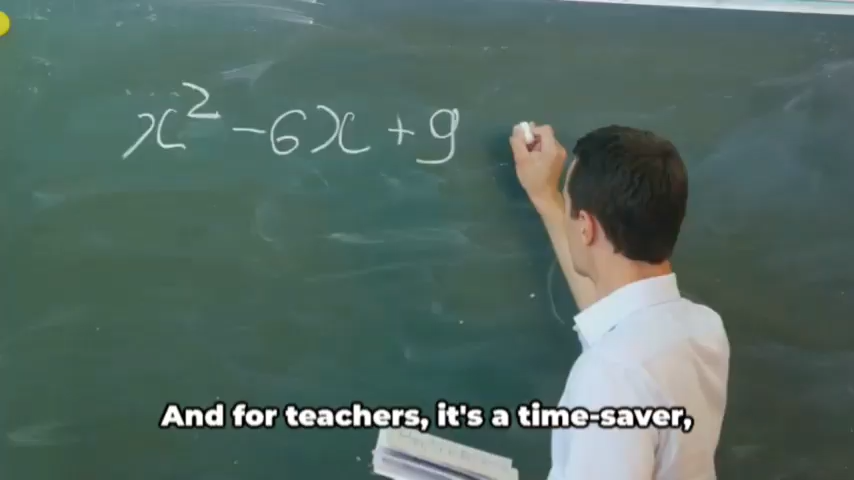 x² - 6x + 9
And for teachers, it's a time-saver,